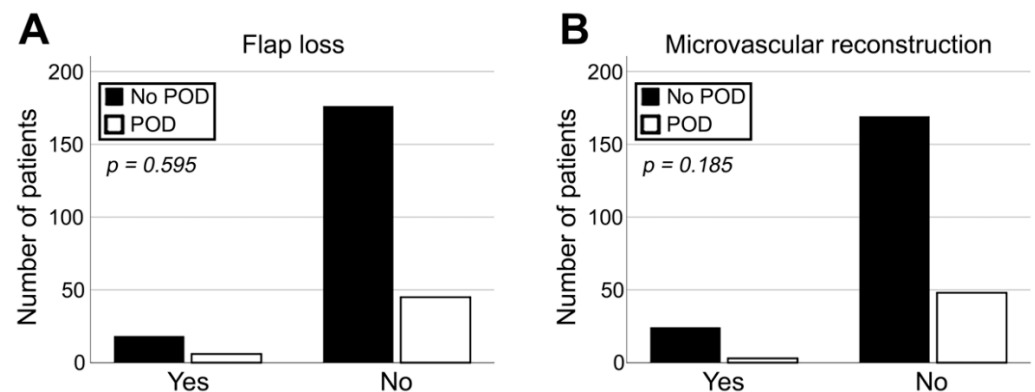 A
Flap loss
Number of patients
200
150
100
50
0
No POD
POD
p = 0.595
Yes No
B
Microvascular reconstruction
Number of patients
200
150
100
50
0
No POD
POD
p = 0.185
Yes No